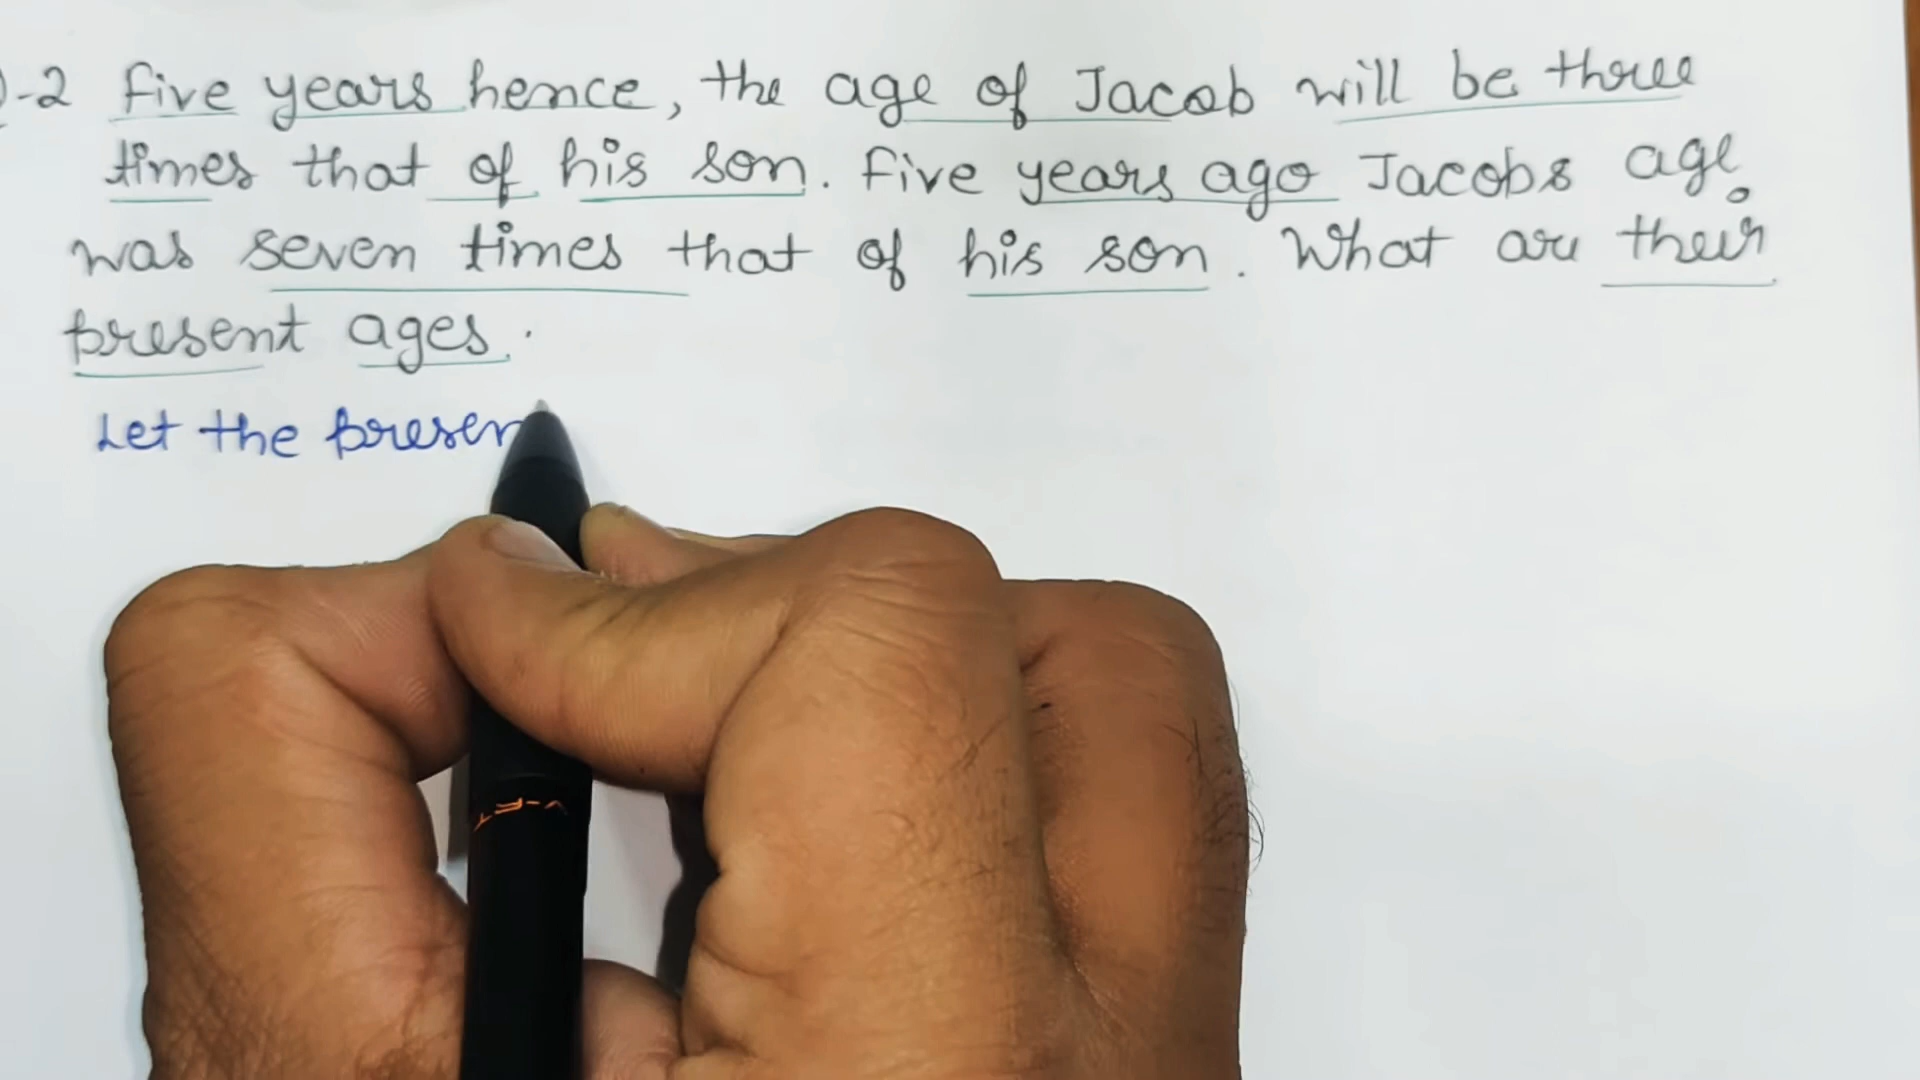 -2 Five years hence, the age of Jacob will be three
times that of his son. Five years ago Jacobs age
was seven times that of his son. What are their
present ages.
Let the presen